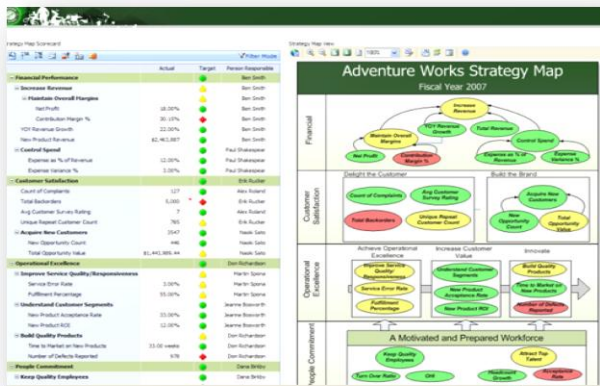 Strategy Map Scorecard
Actual Target Person Responsible
Filter Mode
Financial Performance Ben Smith
Increase Revenue Ben Smith
Maintain Overall Margins Ben Smith
Net Profit 18.00% Ben Smith
Contribution Margin % 30.10% Ben Smith
YOY Revenue Growth 22.00% Ben Smith
New Product Revenue Ben Smith
Control Spend Paul Shakespear
Expense as % of Revenue 12.00% Paul Shakespear
Expense Variance % 3.00% Paul Shakespear
Customer Satisfaction Erik Rucker
Count of Complaints 127 Alex Roland
Total Backorders 5,000 Erik Rucker
Avg Customer Survey Rating 7 Alex Roland
Unique Repeat Customer Count 765 Erik Rucker
Acquire New Customers 3547 Naoki Sato
New Opportunity Count 446 Naoki Sato
Total Opportunity Value Naoki Sato
Operational Excellence Don Richardson
Improve Service Quality/Responsiveness Martin Spona
Service Error Rate 3.00% Martin Spona
Fulfillment Percentage 55.00% Martin Spona
Understand Customer Segments Jeanne Bosworth
New Product Acceptance Rate 33.00% Jeanne Bosworth
New Product ROI 12.00% Jeanne Bosworth
Build Quality Products Don Richardson
Time to Market on New Products 33.00 weeks Don Richardson
Number of Defects Reported 978 Don Richardson
People Commitment Dana Birkby
Keep Quality Employees Dana Birkby
Strategy Map View
100%
Adventure Works Strategy Map
Fiscal Year 2007
Financial
Increase Revenue
Maintain Overall Margins
YOY Revenue Growth
Total Revenue
Control Spend
Net Profit
Contribution Margin %
Expense as % of Revenue
Expense Variance %
Customer Satisfaction
Delight the Customer
Build the Brand
Count of Complaints
Avg Customer Survey Rating
Acquire New Customers
Total Backorders
Unique Repeat Customer Count
New Opportunity Count
Total Opportunity Value
Operational Excellence
Achieve Operational Excellence
Increase Customer Value
Innovate
Improve Service Quality/ Responsiveness
Understand Customer Segments
Build Quality Products
Service Error Rate
New Product Acceptance Rate
Time to Market on New Products
Fulfillment Percentage
New Product ROI
Number of Defects Reported
People Commitment
A Motivated and Prepared Workforce
Keep Quality Employees
Attract Top Talent
Turn Over Ratio
OHI
Headcount Growth
Acceptance Rate